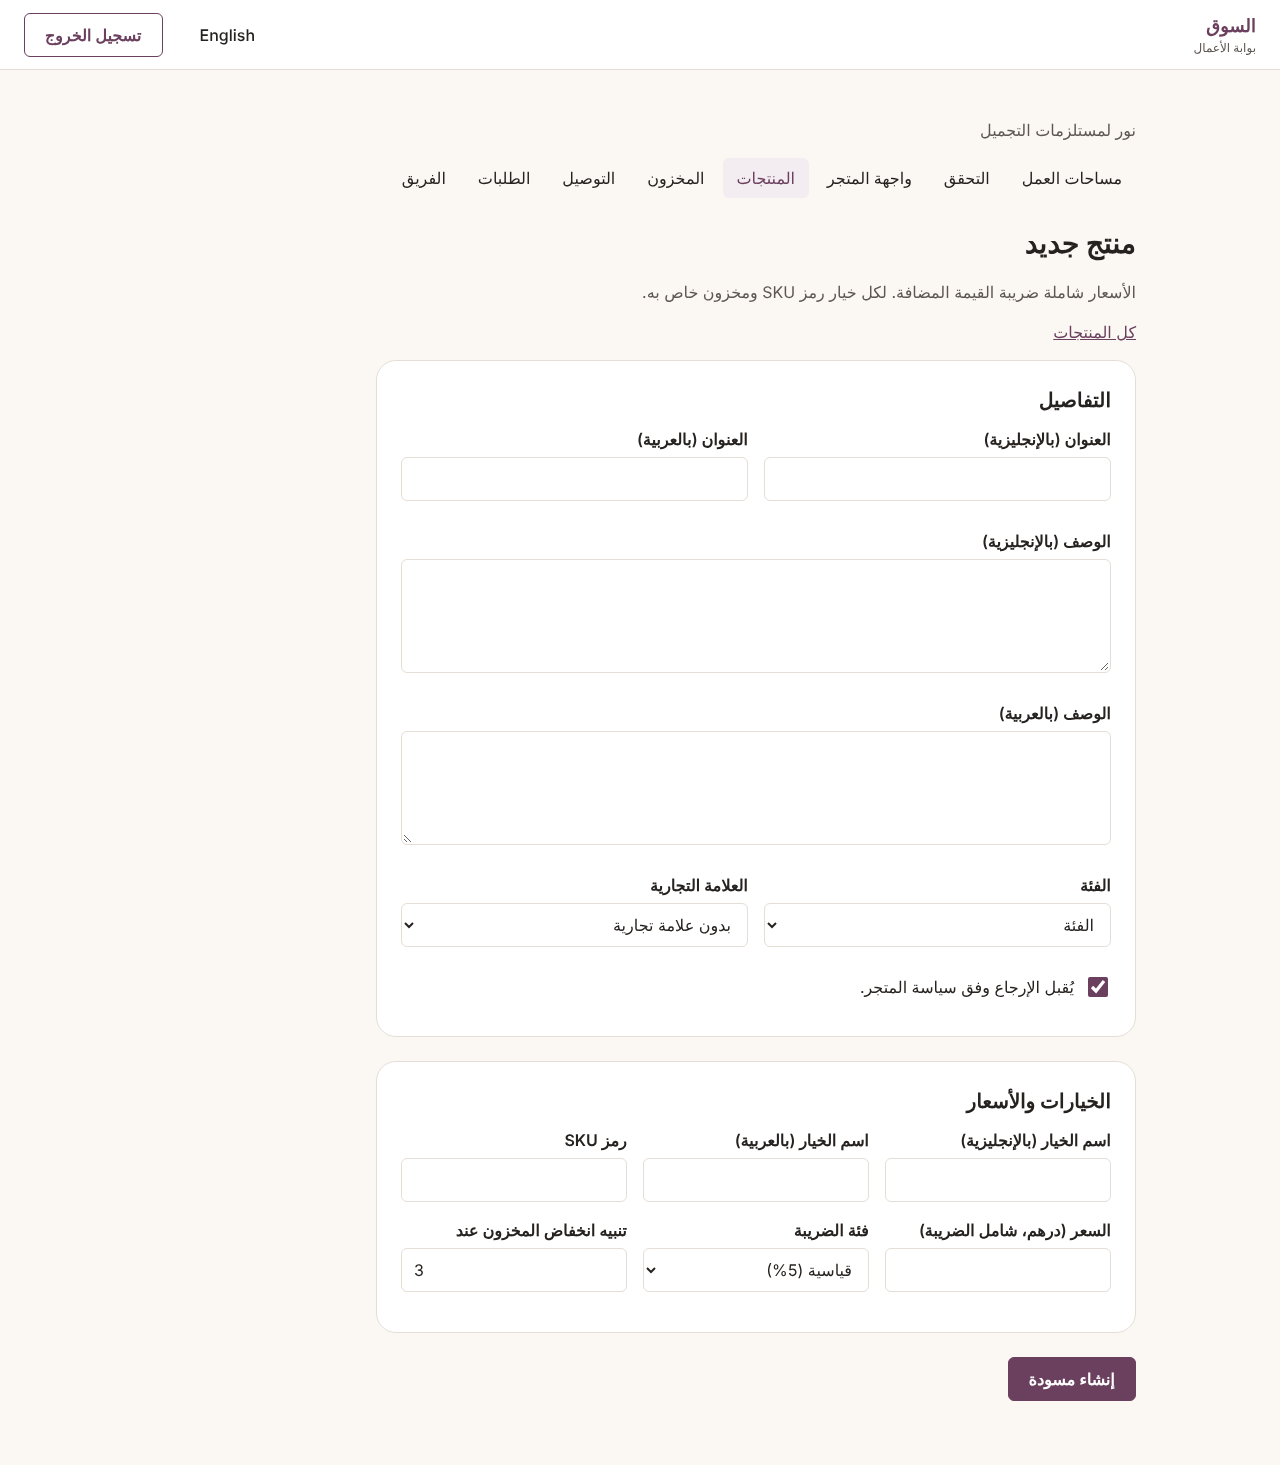 السوق
بوابة الأعمال
English
تسجيل الخروج
نور لمستلزمات التجميل
مساحات العمل
التحقق
واجهة المتجر
المنتجات
المخزون
التوصيل
الطلبات
الفريق
منتج جديد
الأسعار شاملة ضريبة القيمة المضافة. لكل خيار رمز SKU ومخزون خاص به.
كل المنتجات
التفاصيل
العنوان (بالإنجليزية)
العنوان (بالعربية)
الوصف (بالإنجليزية)
الوصف (بالعربية)
الفئة
العلامة التجارية
الفئة
بدون علامة تجارية
يُقبل الإرجاع وفق سياسة المتجر.
الخيارات والأسعار
اسم الخيار (بالإنجليزية)
اسم الخيار (بالعربية)
رمز SKU
السعر (درهم، شامل الضريبة)
فئة الضريبة
تنبيه انخفاض المخزون عند
قياسية (5%)
3
إنشاء مسودة